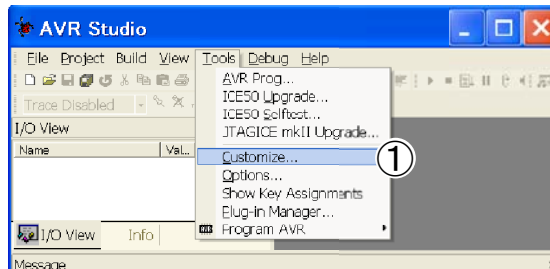 AVR Studio
File Project Build View Tools Debug Help
Trace Disabled
AVR Prog...
ICE50 Upgrade...
ICE50 Selftest...
JTAGICE mkII Upgrade...
Customize... ①
Options...
Show Key Assignments
Plug-in Manager...
Program AVR
I/O View
Name Val...
I/O View Info
Message